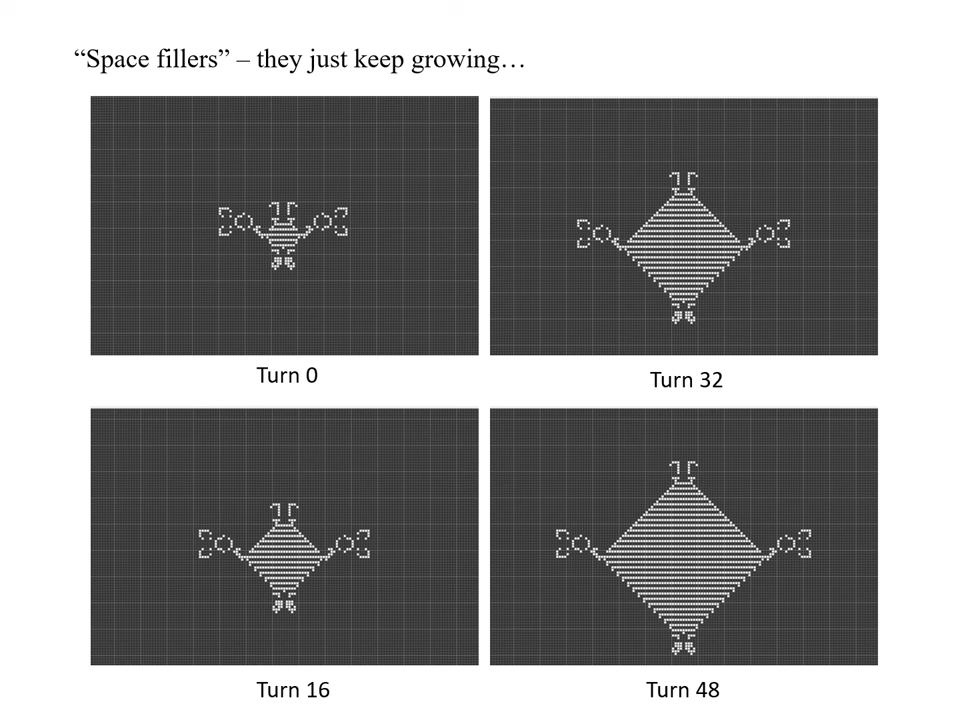 “Space fillers” – they just keep growing…
Turn 0
Turn 32
Turn 16
Turn 48